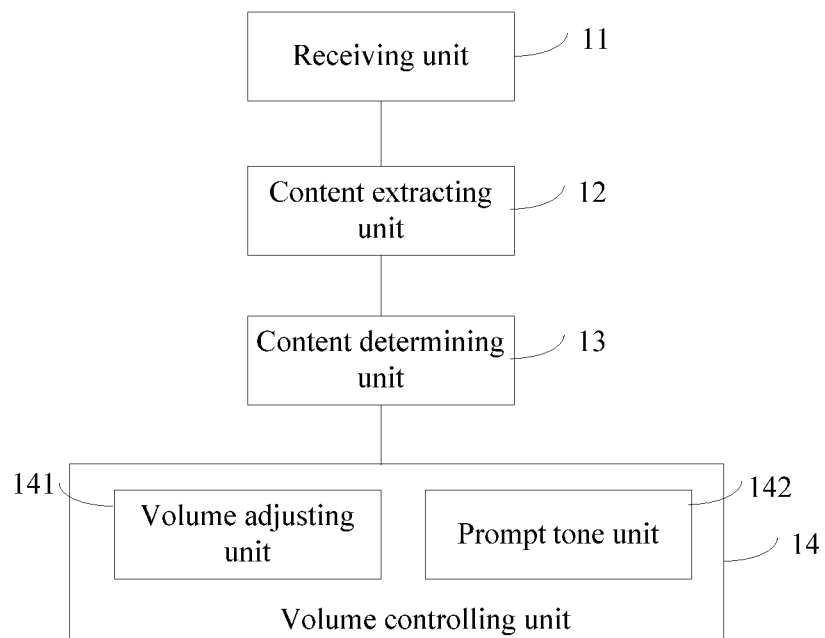 Receiving unit
11
Content extracting
unit
12
Content determining
unit
13
141
Volume adjusting
unit
Prompt tone unit
142
14
Volume controlling unit